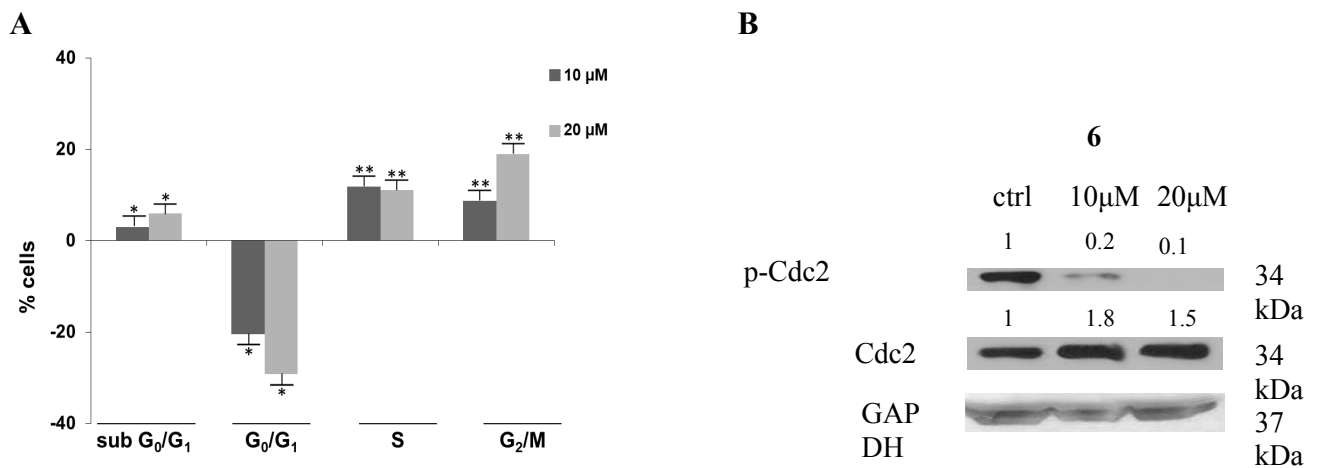 A
40
20
0
-20
-40
% cells
10 µM
20 µM
* *
* *
** **
** **
sub G₀/G₁ G₀/G₁ S G₂/M
B
6
ctrl 10µM 20µM
1 0.2 0.1
p-Cdc2 34 kDa
1 1.8 1.5
Cdc2 34 kDa
GAP
DH
37
kDa